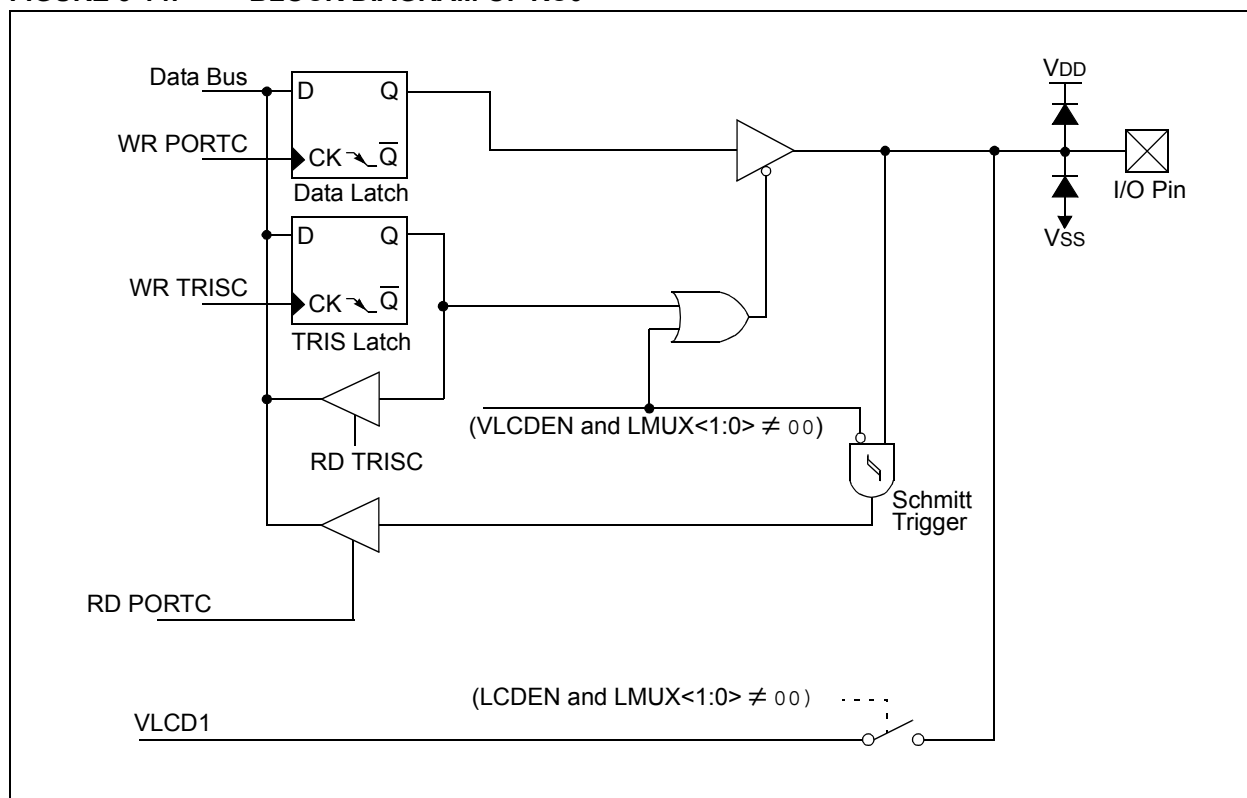 Data Bus
D Q
WR PORTC
CK Q
Data Latch
D Q
WR TRISC
CK Q
TRIS Latch
RD TRISC
(VLCDEN and LMUX<1:0> ≠ 00)
Schmitt
Trigger
RD PORTC
(LCDEN and LMUX<1:0> ≠ 00)
VLCD1
VDD
I/O Pin
VSS